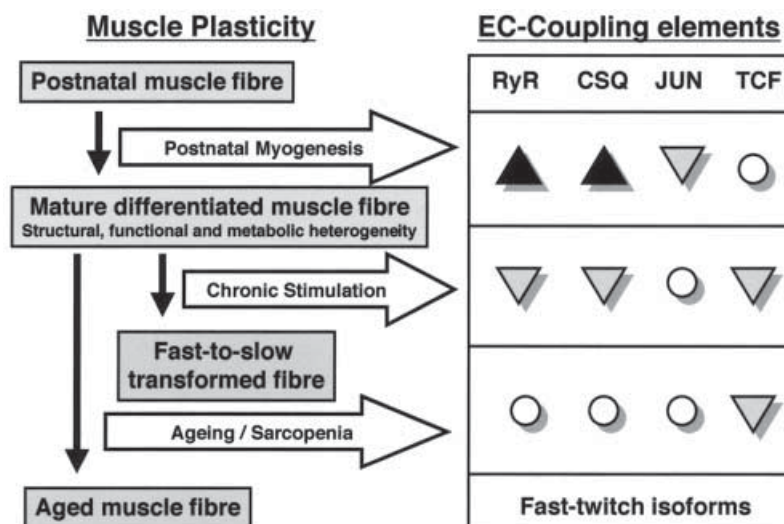 Muscle Plasticity
EC-Coupling elements
Postnatal muscle fibre
RyR CSQ JUN TCF
Postnatal Myogenesis
Mature differentiated muscle fibre
Structural, functional and metabolic heterogeneity
Chronic Stimulation
Fast-to-slow
transformed fibre
Ageing / Sarcopenia
Aged muscle fibre
Fast-twitch isoforms